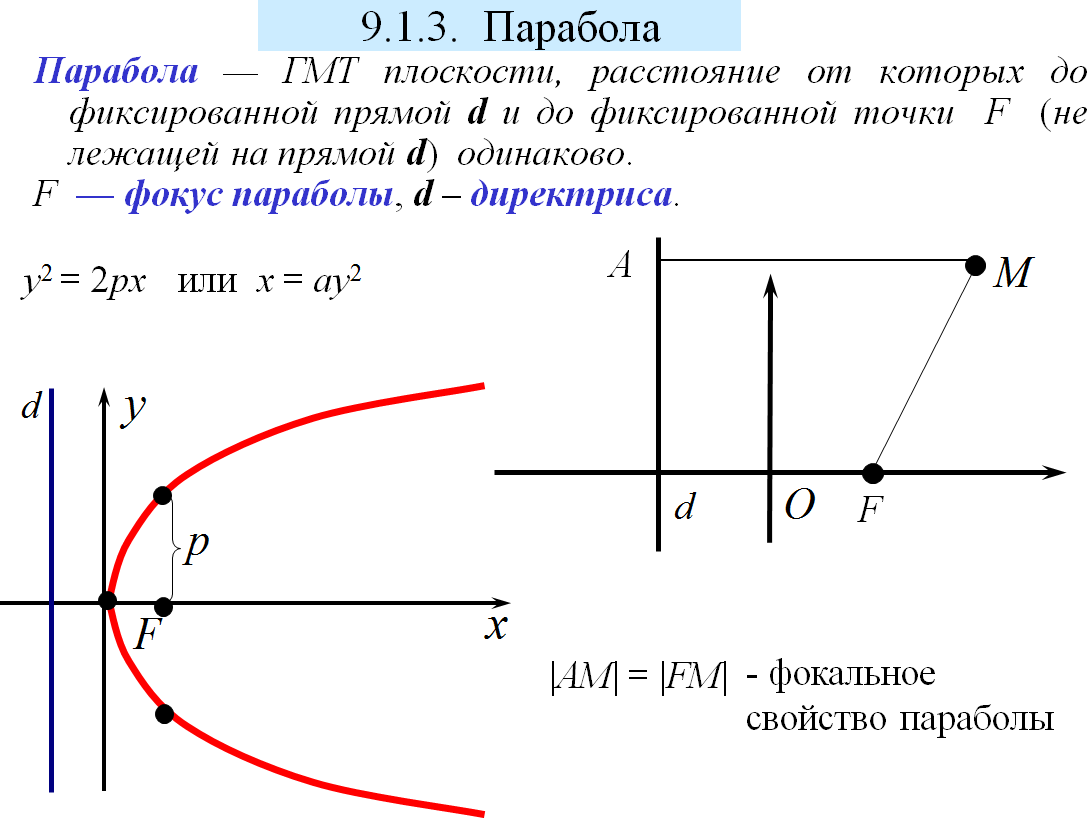 9.1.3. Парабола
Парабола — ГМТ плоскости, расстояние от которых до
фиксированной прямой d и до фиксированной точки F (не
лежащей на прямой d) одинаково.
F — фокус параболы, d – директриса.
y² = 2px или x = ay²
A
M
d
O
F
d
y
p
F
x
|AM| = |FM| - фокальное
свойство параболы